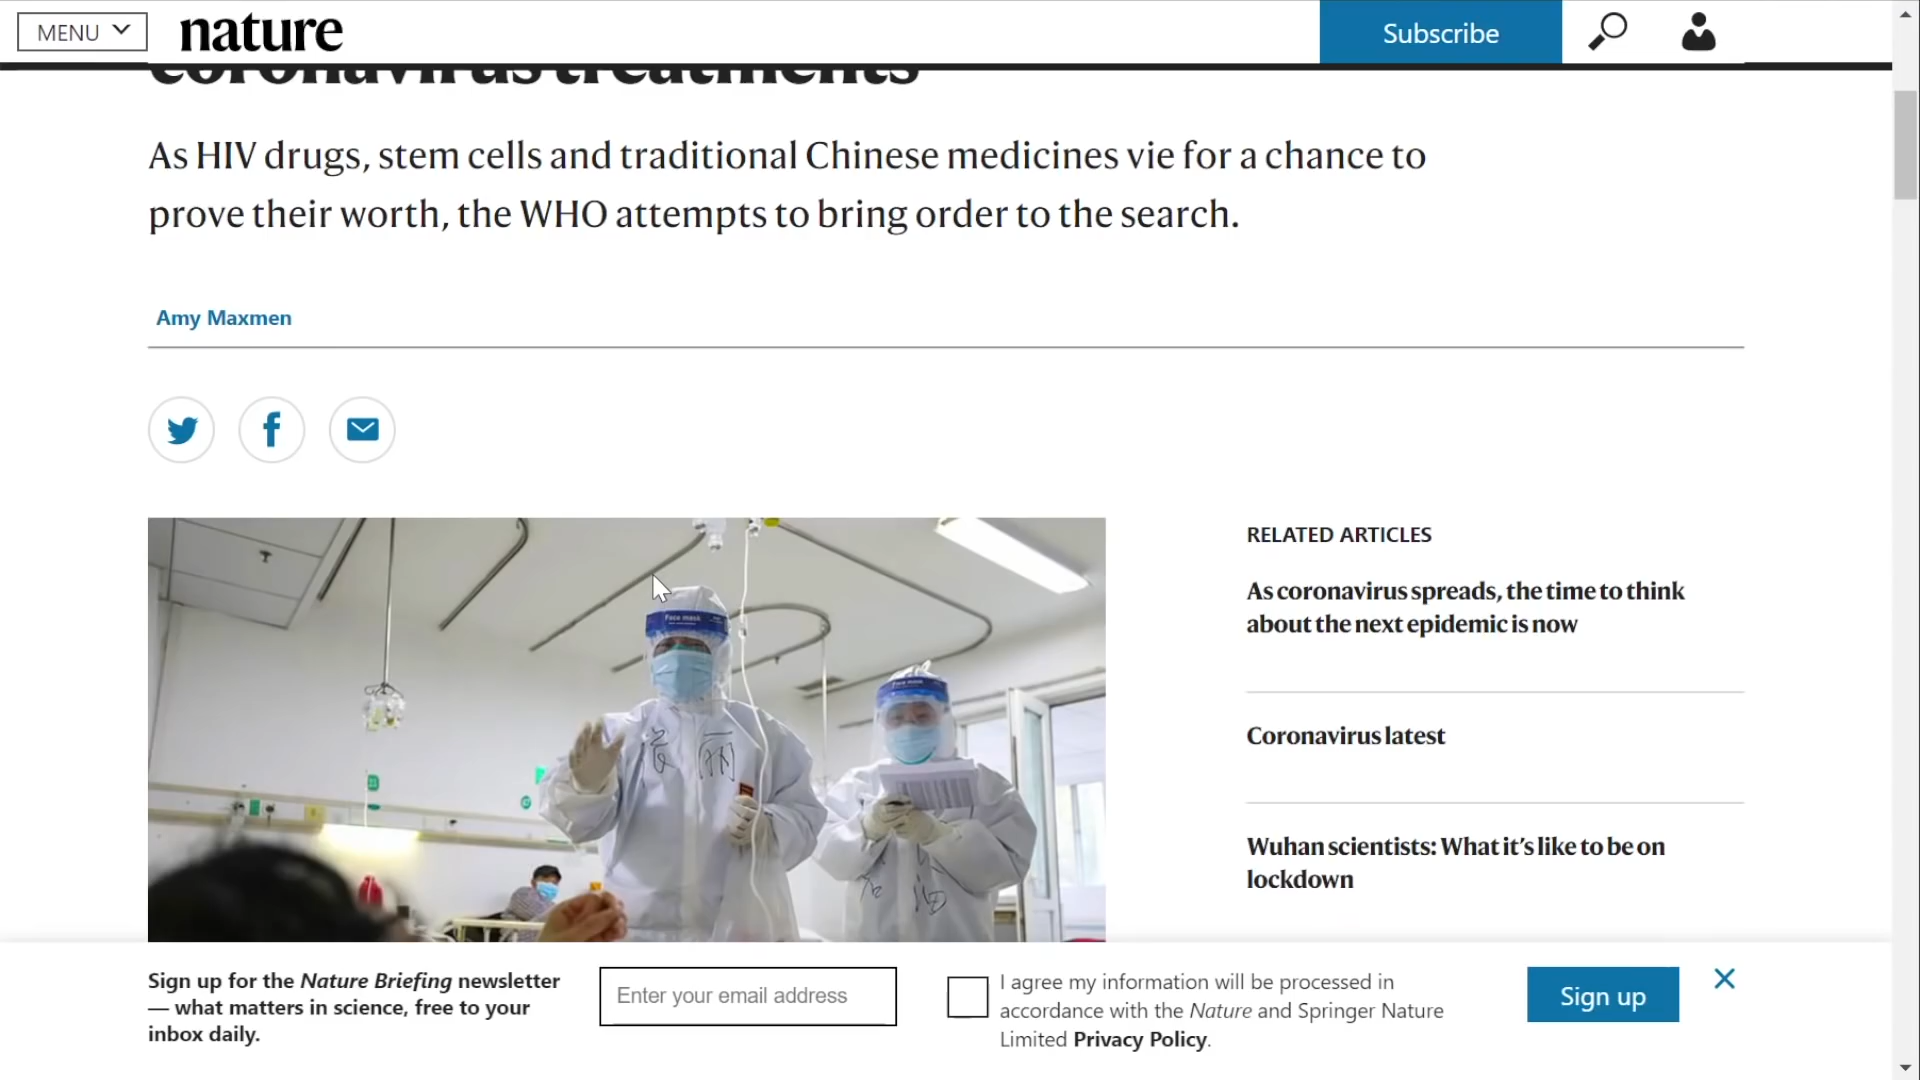 MENU
nature
Subscribe
coronavirus treatments
As HIV drugs, stem cells and traditional Chinese medicines vie for a chance to
prove their worth, the WHO attempts to bring order to the search.
Amy Maxmen
Face mask
Face mask
RELATED ARTICLES
As coronavirus spreads, the time to think
about the next epidemic is now
Coronavirus latest
Wuhan scientists: What it’s like to be on
lockdown
Sign up for the Nature Briefing newsletter
— what matters in science, free to your
inbox daily.
Enter your email address
I agree my information will be processed in
accordance with the Nature and Springer Nature
Limited Privacy Policy.
Sign up